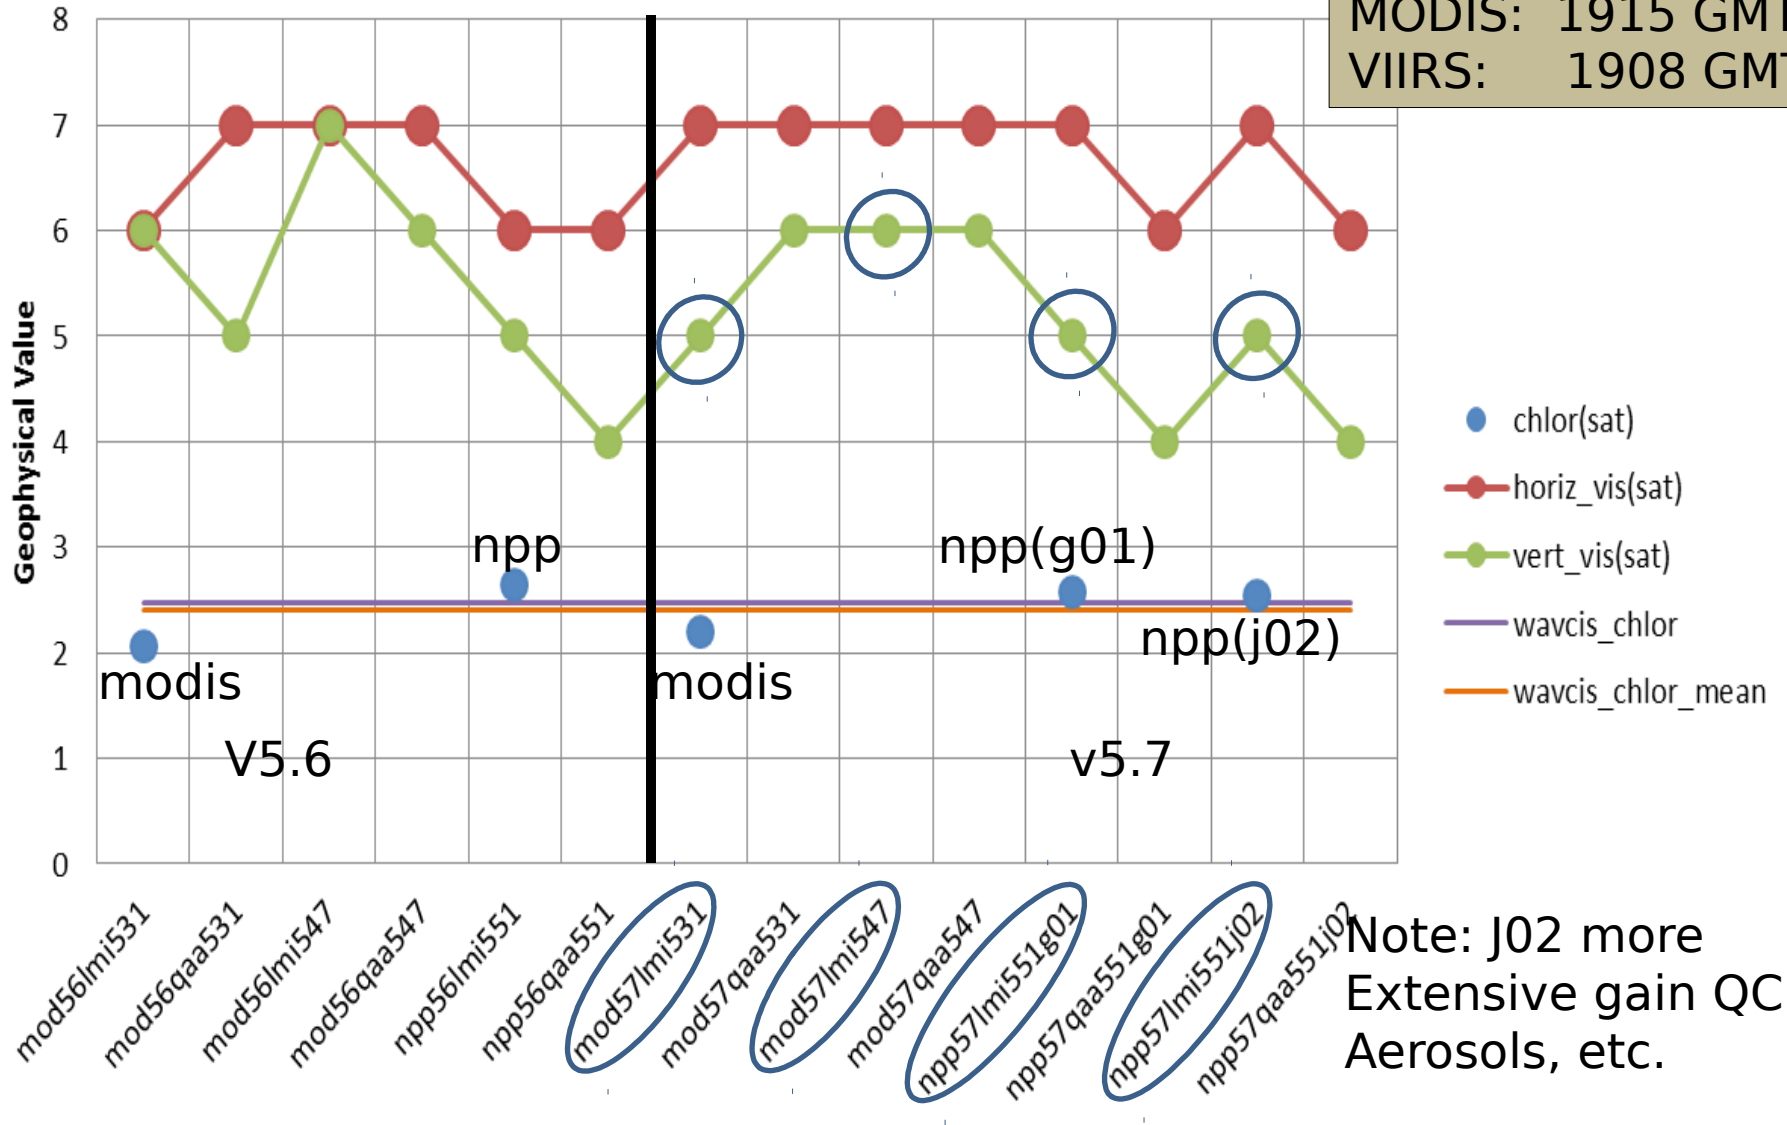 MODIS: 1915 GMT
VIIRS: 1908 GMT
8
7
6
5
4
3
2
1
0
Geophysical Value
npp
npp(g01)
npp(j02)
modis
modis
V5.6
v5.7
chlor(sat)
horiz_vis(sat)
vert_vis(sat)
wavcis_chlor
wavcis_chlor_mean
mod56lmi531
mod56qaa531
mod56lmi547
mod56qaa547
npp56lmi551
npp56qaa551
mod57lmi531
mod57qaa531
mod57lmi547
mod57qaa547
npp57lmi551g01
npp57qaa551g01
npp57lmi551j02
npp57qaa551j02
Note: J02 more
Extensive gain QC
Aerosols, etc.